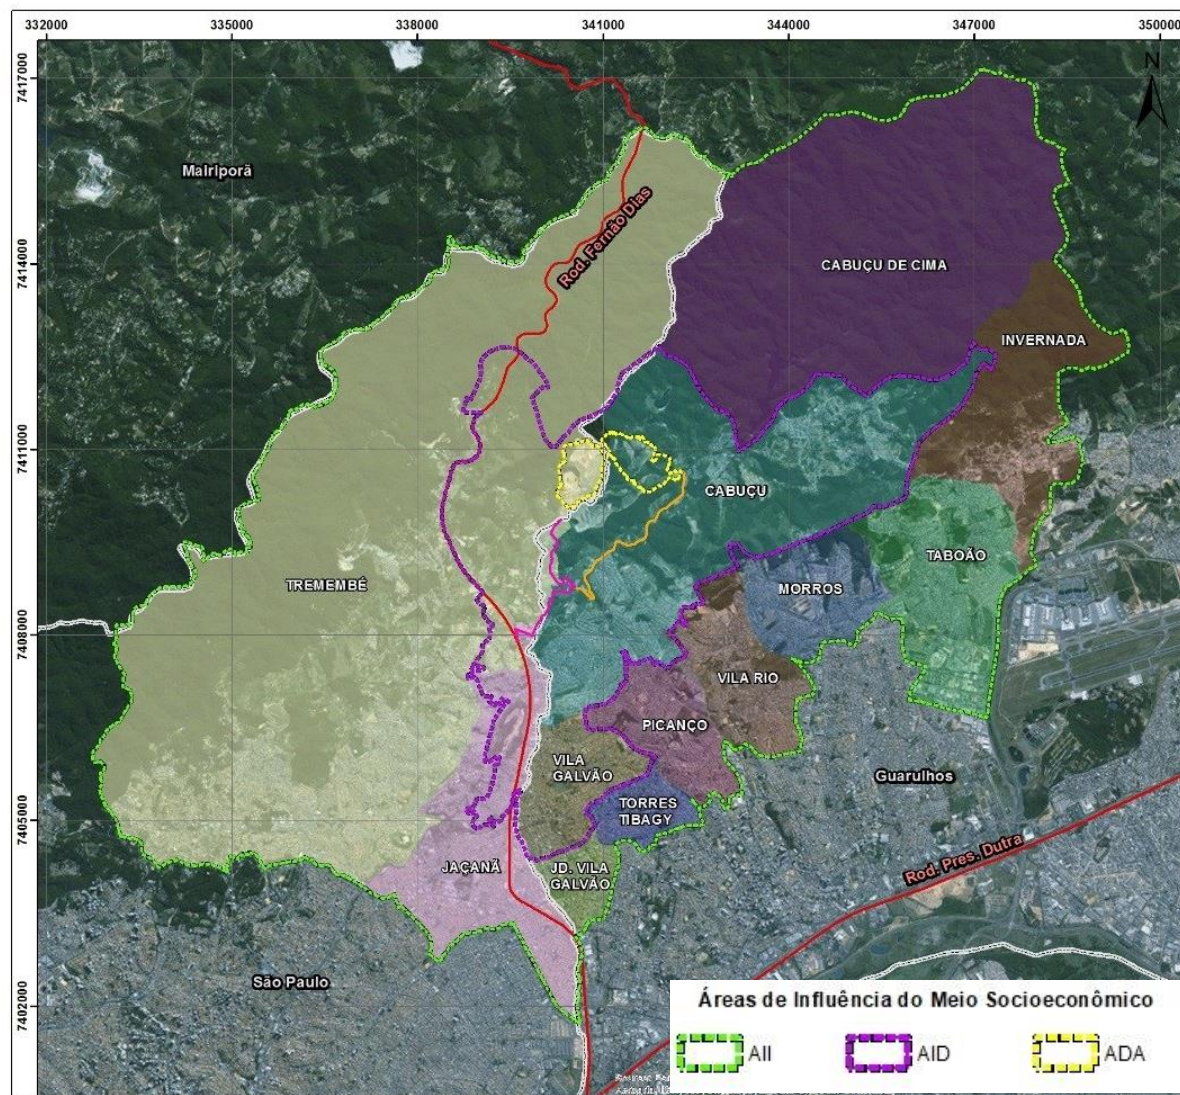 332000
335000
338000
341000
344000
347000
350000
7417000
7414000
7411000
7408000
7405000
7402000
N
Mairiporã
Rod. Fernão Dias
CABUÇU DE CIMA
INVERNADA
CABUÇU
TABOÃO
TREMEMBÉ
MORROS
VILA RIO
PICANÇO
VILA
GALVÃO
Guarulhos
TORRES
TIBAGY
JAÇANÃ
JD. VILA
GALVÃO
Rod. Pres. Dutra
São Paulo
Áreas de Influência do Meio Socioeconômico
AII
AID
ADA